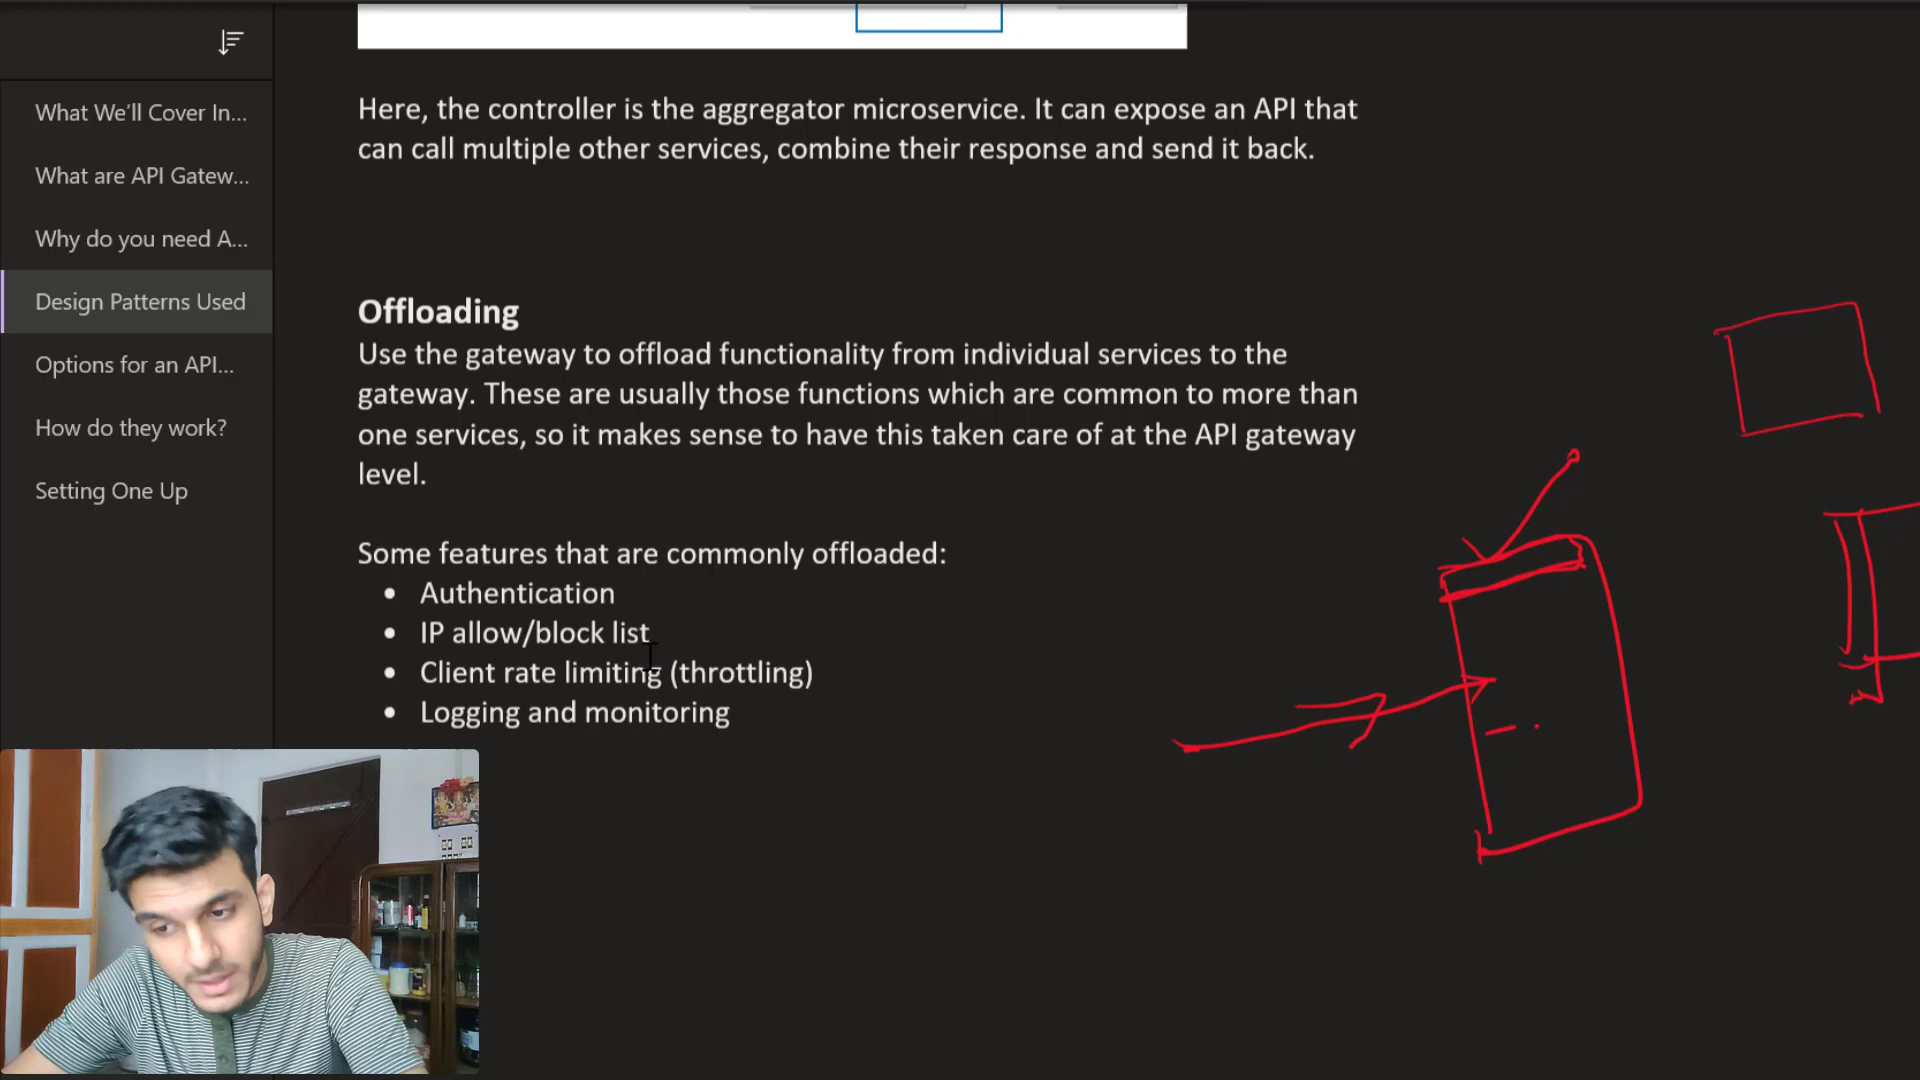 What We'll Cover In...
What are API Gatew...
Why do you need A...
Design Patterns Used
Options for an API...
How do they work?
Setting One Up
Here, the controller is the aggregator microservice. It can expose an API that
can call multiple other services, combine their response and send it back.
Offloading
Use the gateway to offload functionality from individual services to the
gateway. These are usually those functions which are common to more than
one services, so it makes sense to have this taken care of at the API gateway
level.
Some features that are commonly offloaded:
• Authentication
• IP allow/block list
• Client rate limiting (throttling)
• Logging and monitoring